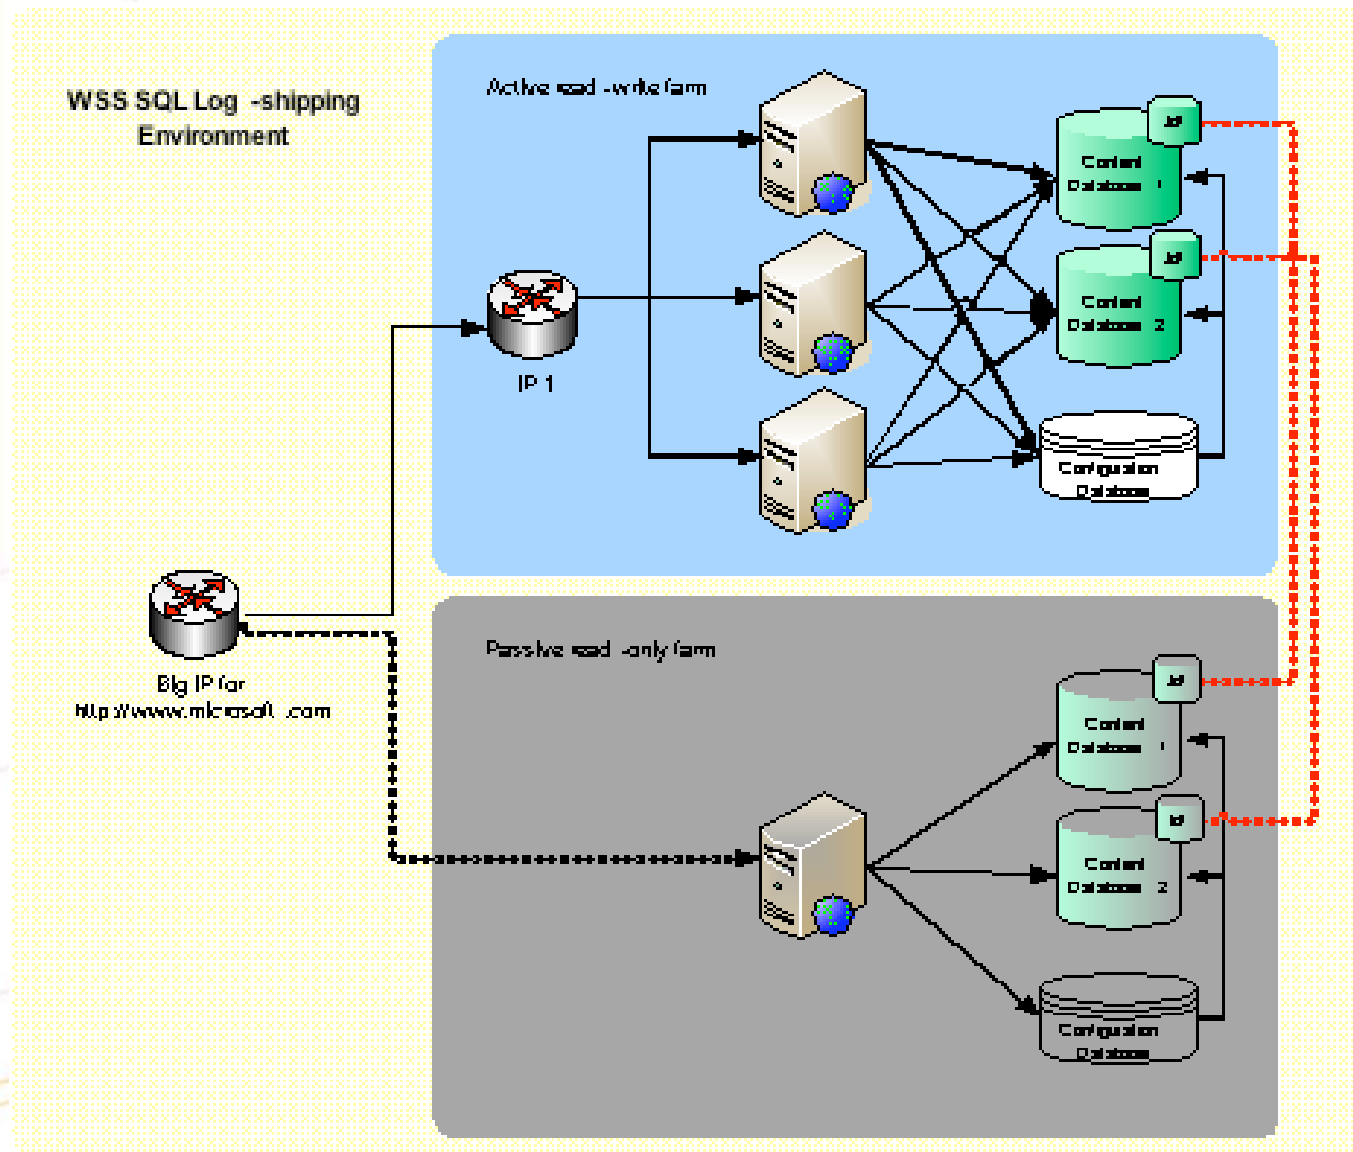 WSS SQL Log -shipping
Environment
Active read -write farm
Content
Database 1
Content
Database 2
IP 1
Configuration
Database
Big IP for
http://www.microsoft .com
Passive read -only farm
Content
Database 1
Content
Database 2
Configuration
Database